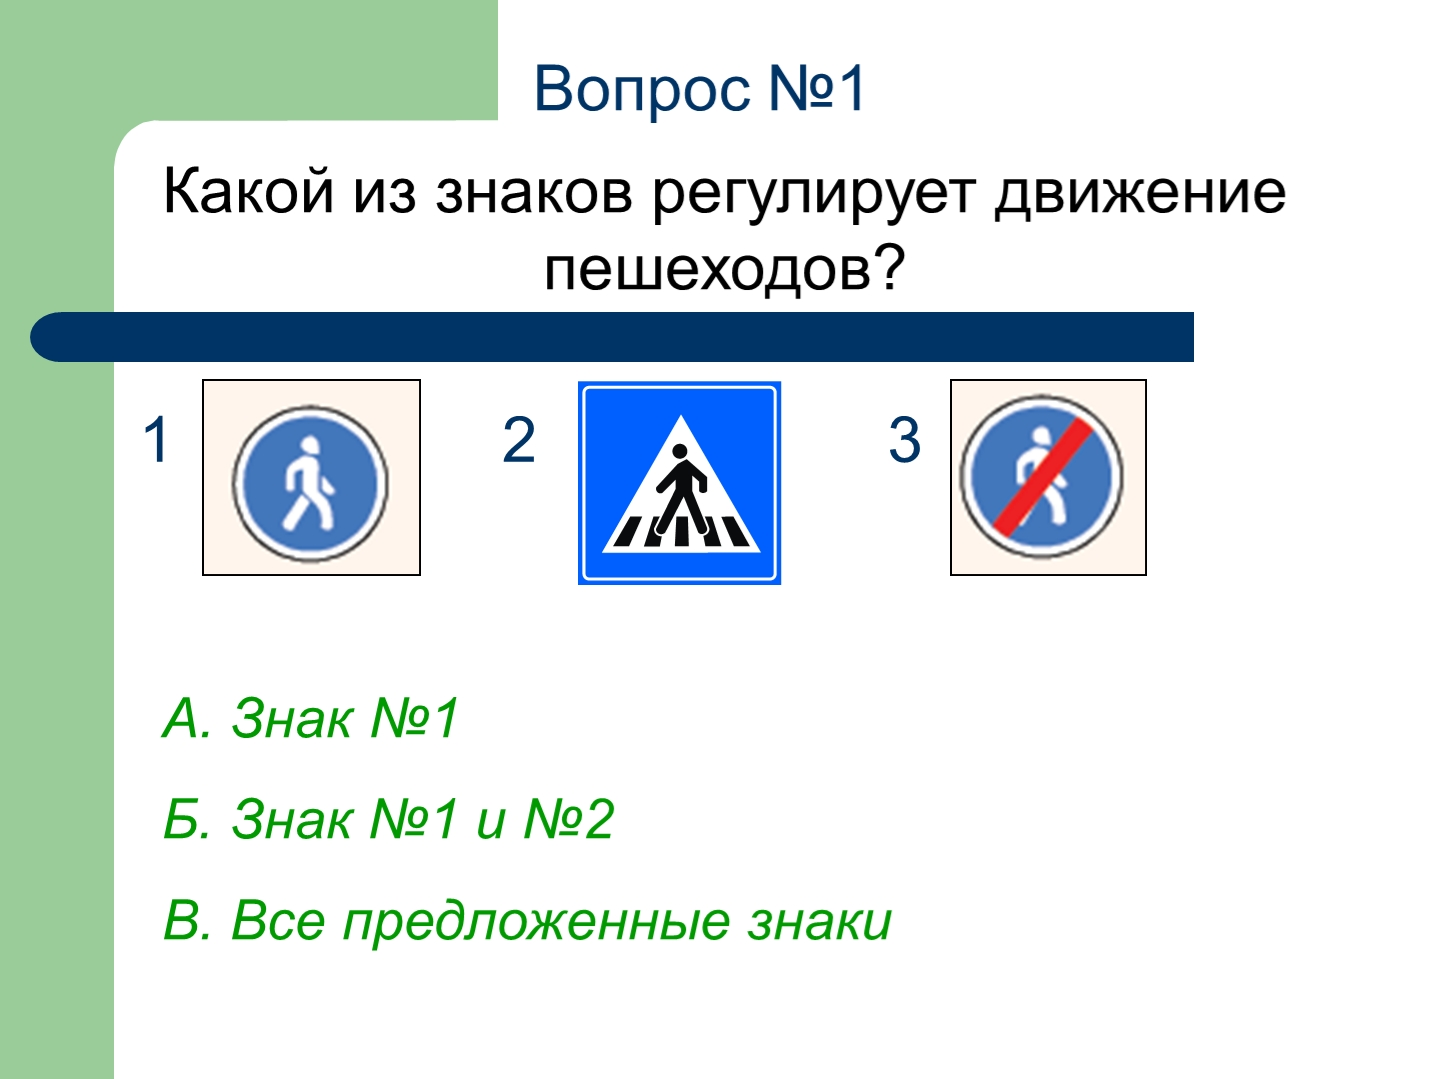 Вопрос №1
Какой из знаков регулирует движение
пешеходов?
1 2 3
А. Знак №1
Б. Знак №1 и №2
В. Все предложенные знаки